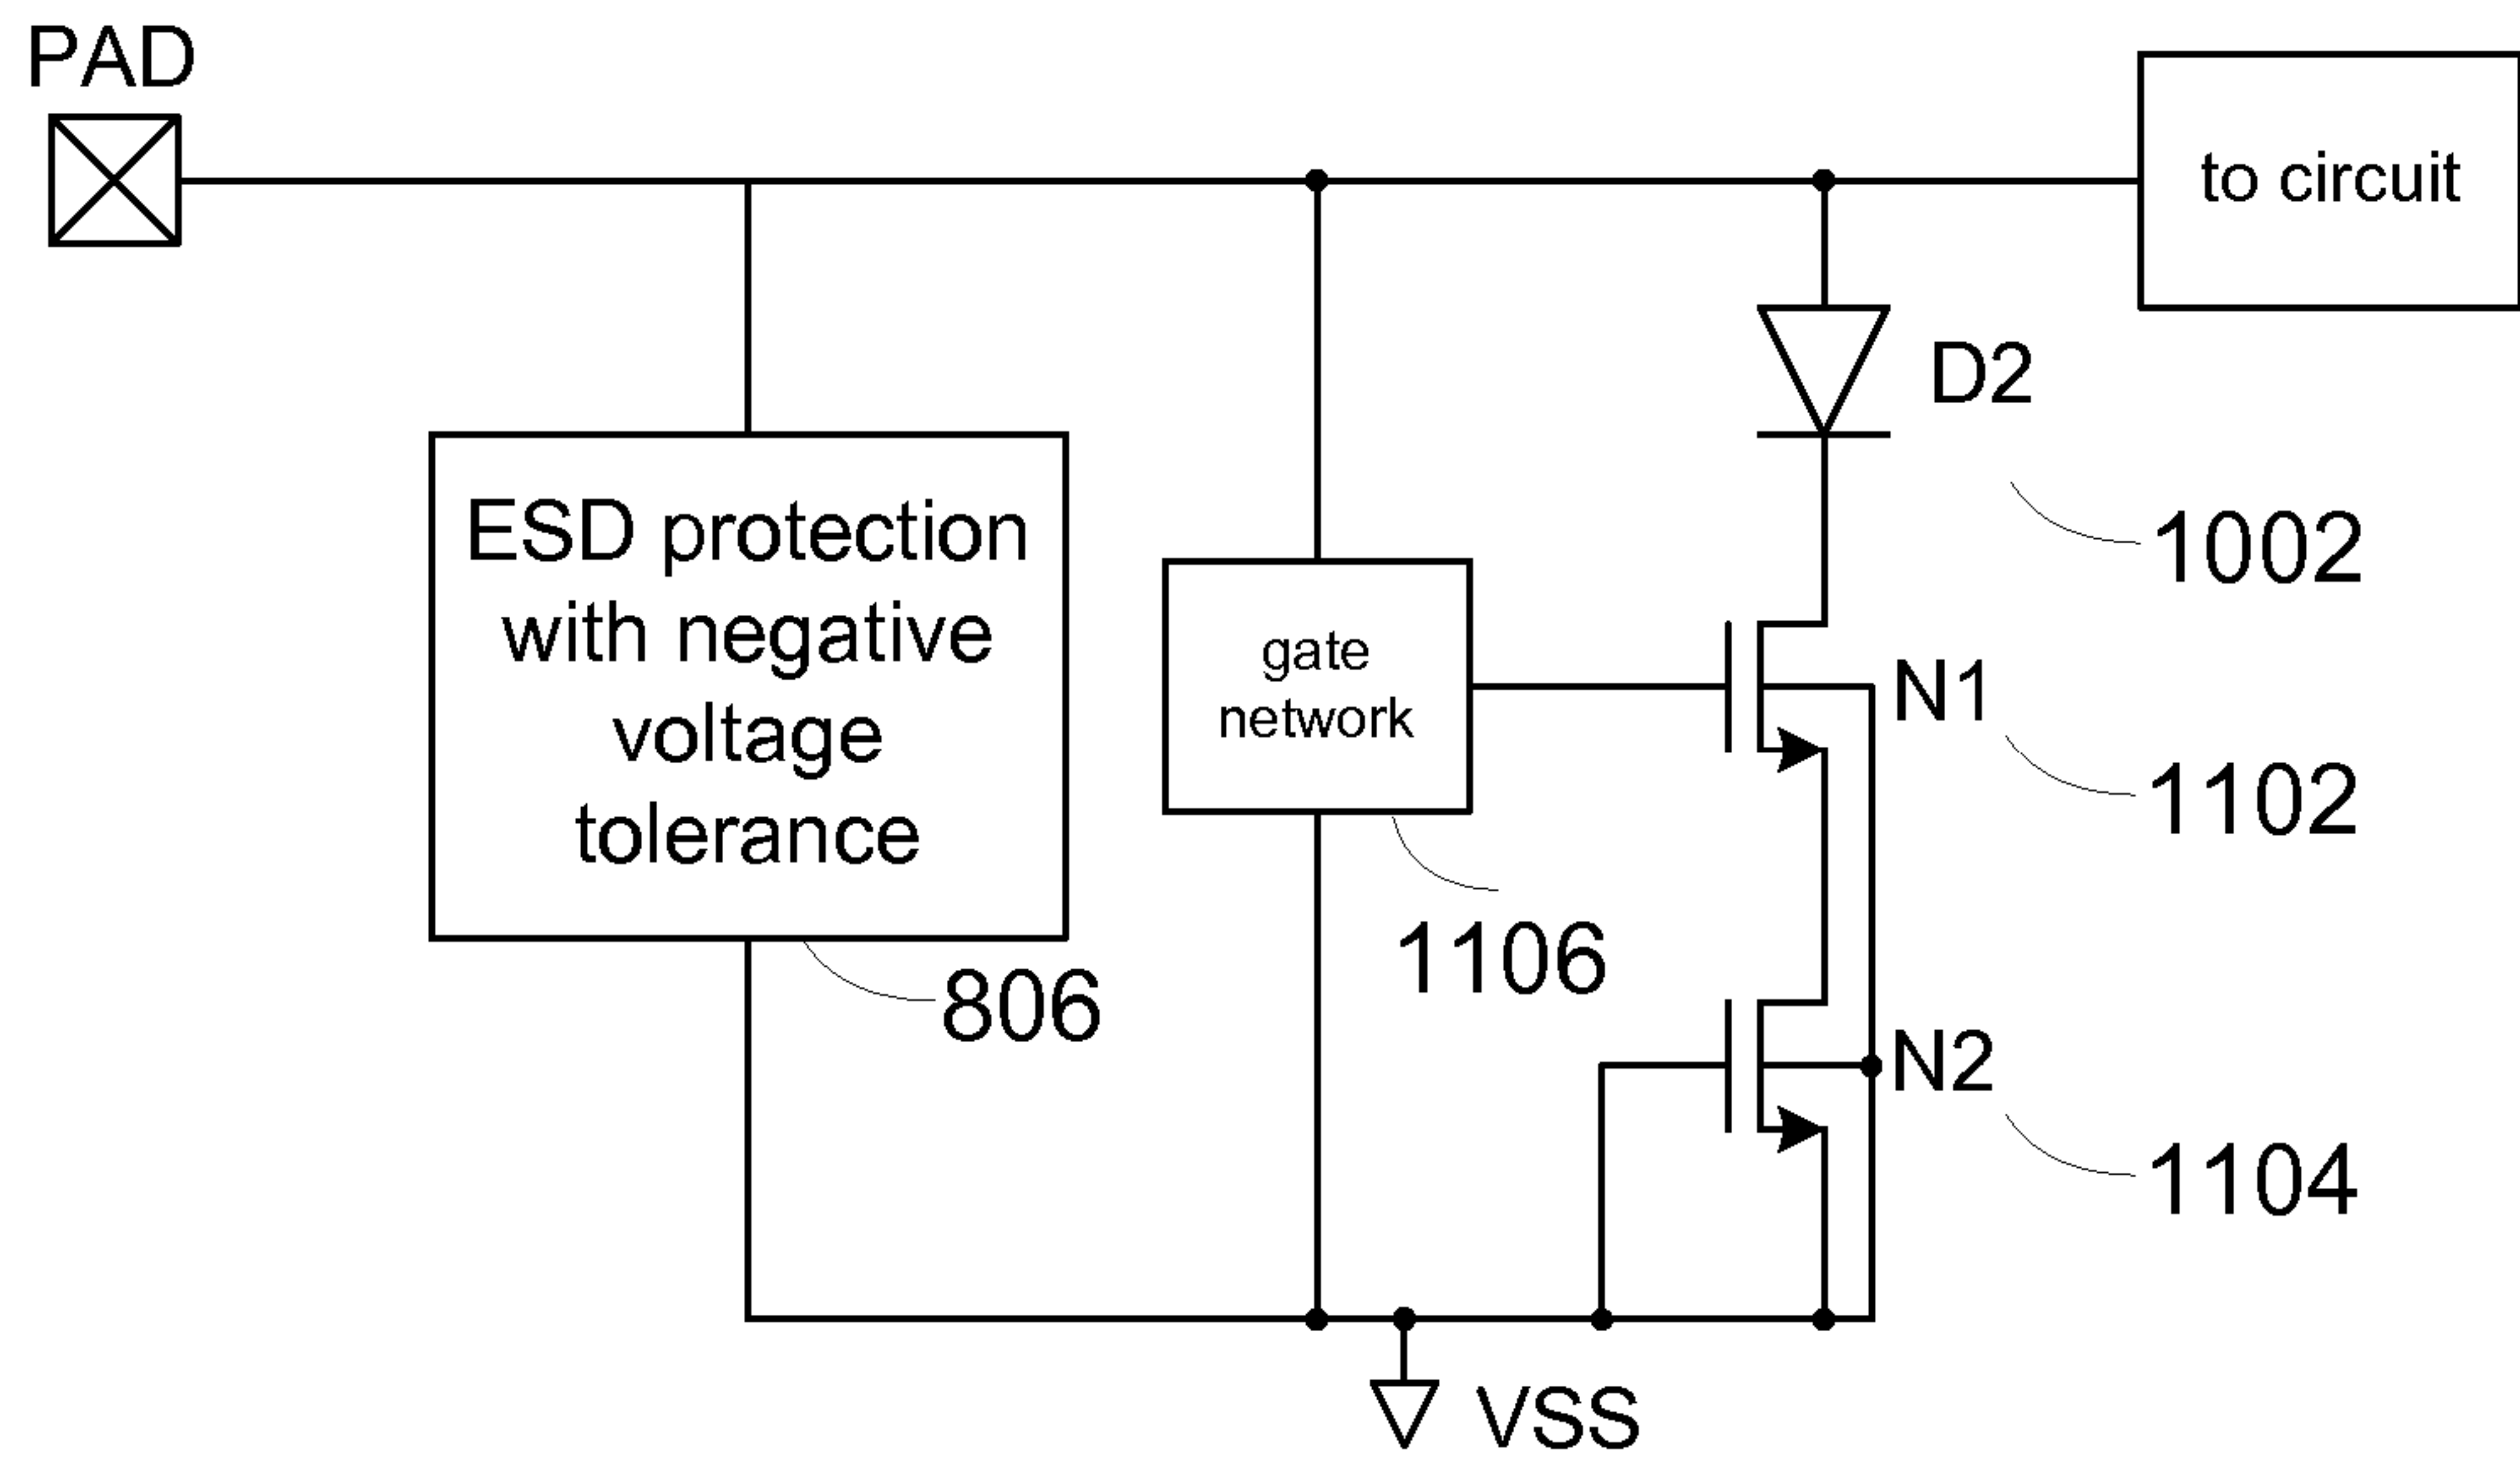 PAD
to circuit
D2
1002
ESD protection
with negative
voltage
tolerance
806
gate
network
1106
N1
1102
N2
1104
VSS